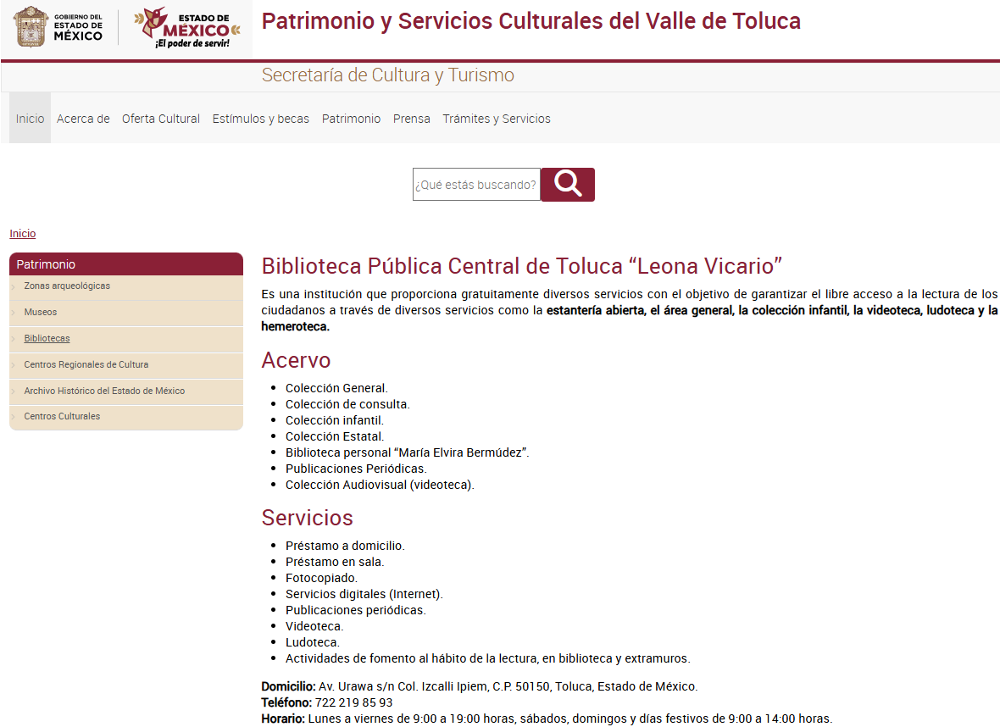 GOBIERNO DEL
ESTADO DE
MÉXICO
ESTADO DE
MÉXICO
¡El poder de servir!
Patrimonio y Servicios Culturales del Valle de Toluca
Secretaría de Cultura y Turismo
Inicio Acerca de Oferta Cultural Estímulos y becas Patrimonio Prensa Trámites y Servicios
¿Qué estás buscando?
Inicio
Patrimonio
Zonas arqueológicas
Museos
Bibliotecas
Centros Regionales de Cultura
Archivo Histórico del Estado de México
Centros Culturales
Biblioteca Pública Central de Toluca “Leona Vicario”
Es una institución que proporciona gratuitamente diversos servicios con el objetivo de garantizar el libre acceso a la lectura de los
ciudadanos a través de diversos servicios como la estantería abierta, el área general, la colección infantil, la videoteca, ludoteca y la
hemeroteca.
Acervo
• Colección General.
• Colección de consulta.
• Colección infantil.
• Colección Estatal.
• Biblioteca personal “María Elvira Bermúdez”.
• Publicaciones Periódicas.
• Colección Audiovisual (videoteca).
Servicios
• Préstamo a domicilio.
• Préstamo en sala.
• Fotocopiado.
• Servicios digitales (Internet).
• Publicaciones periódicas.
• Videoteca.
• Ludoteca.
• Actividades de fomento al hábito de la lectura, en biblioteca y extramuros.
Domicilio: Av. Urawa s/n Col. Izcalli Ipiem, C.P. 50150, Toluca, Estado de México.
Teléfono: 722 219 85 93
Horario: Lunes a viernes de 9:00 a 19:00 horas, sábados, domingos y días festivos de 9:00 a 14:00 horas.